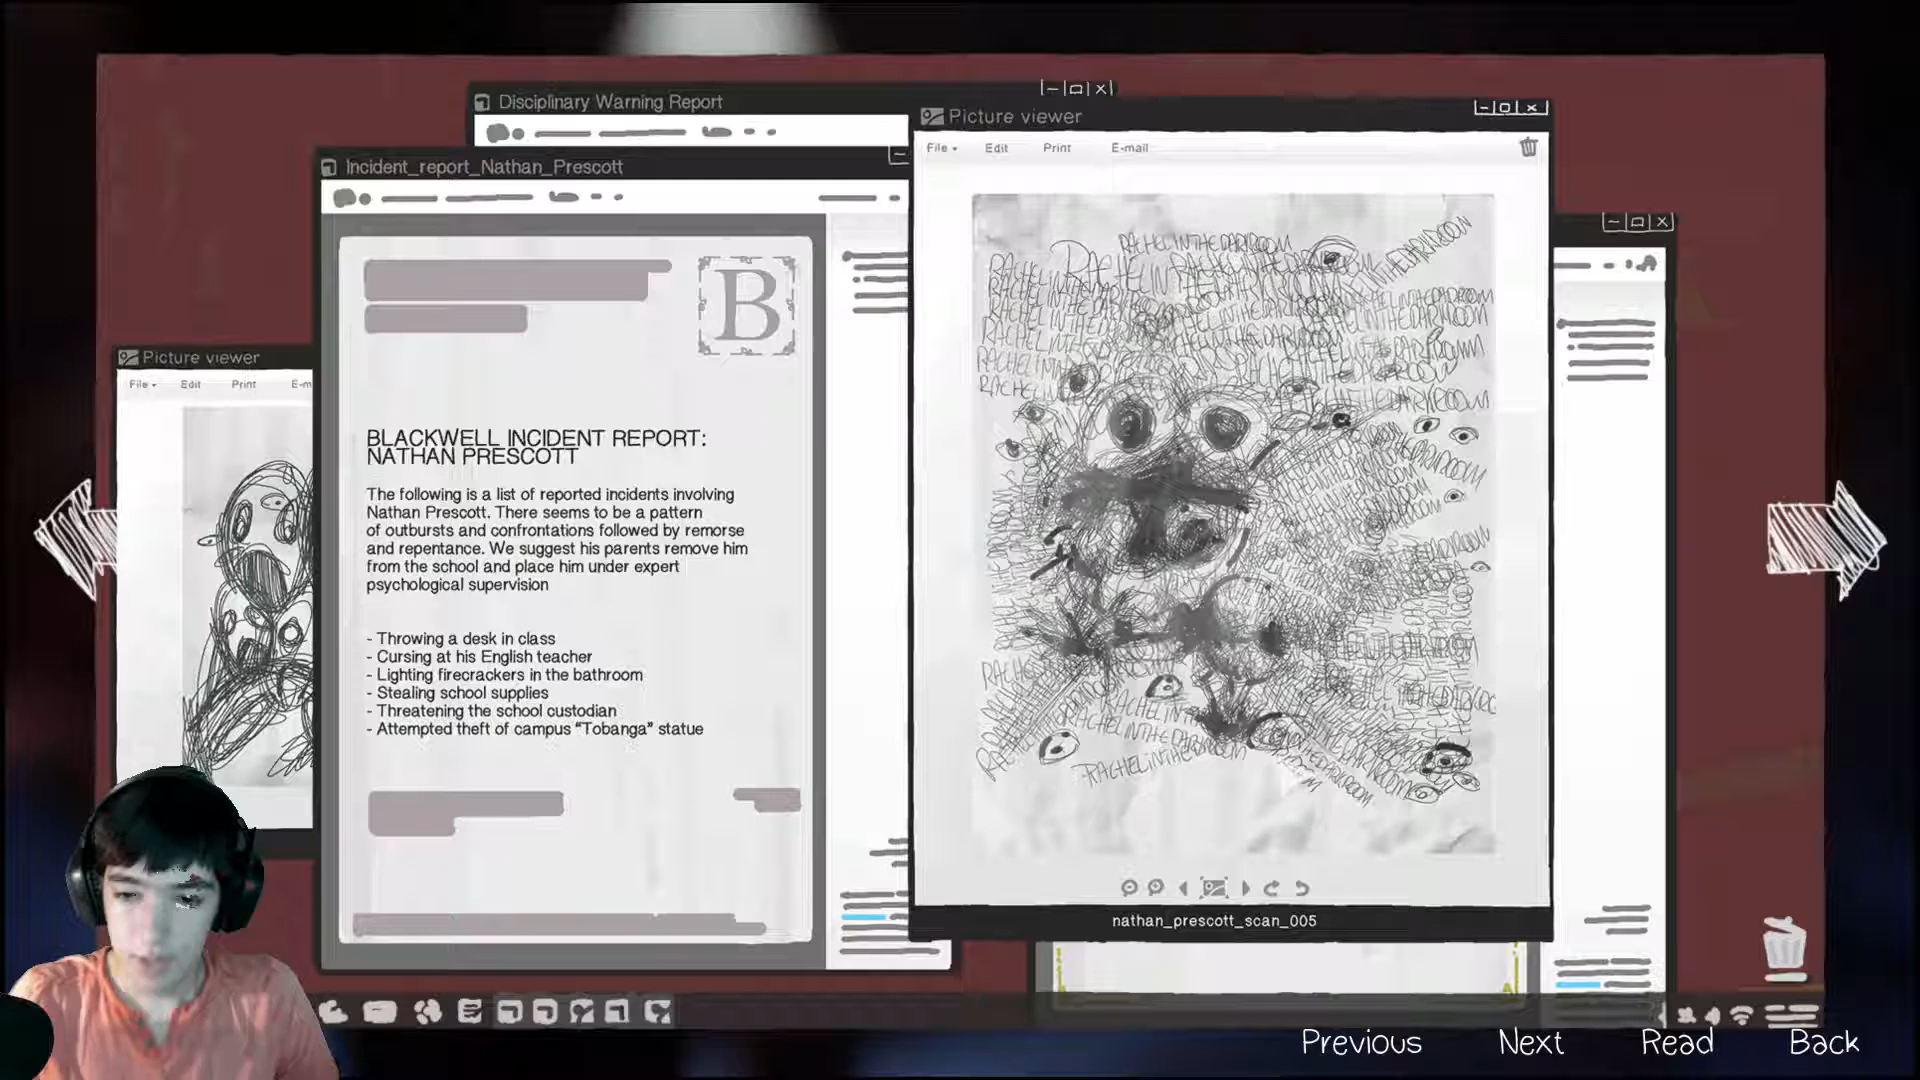 Disciplinary Warning Report
Picture viewer
File Edit Print E-mail
Incident_report_Nathan_Prescott
B
BLACKWELL INCIDENT REPORT:
NATHAN PRESCOTT
The following is a list of reported incidents involving
Nathan Prescott. There seems to be a pattern
of outbursts and confrontations followed by remorse
and repentance. We suggest his parents remove him
from the school and place him under expert
psychological supervision
- Throwing a desk in class
- Cursing at his English teacher
- Lighting firecrackers in the bathroom
- Stealing school supplies
- Threatening the school custodian
- Attempted theft of campus “Tobanga” statue
Picture viewer
File Edit Print E-m
RACHEL IN THE DARKROOM
RACHEL IN THE DARKROOM
nathan_prescott_scan_005
Previous Next Read Back